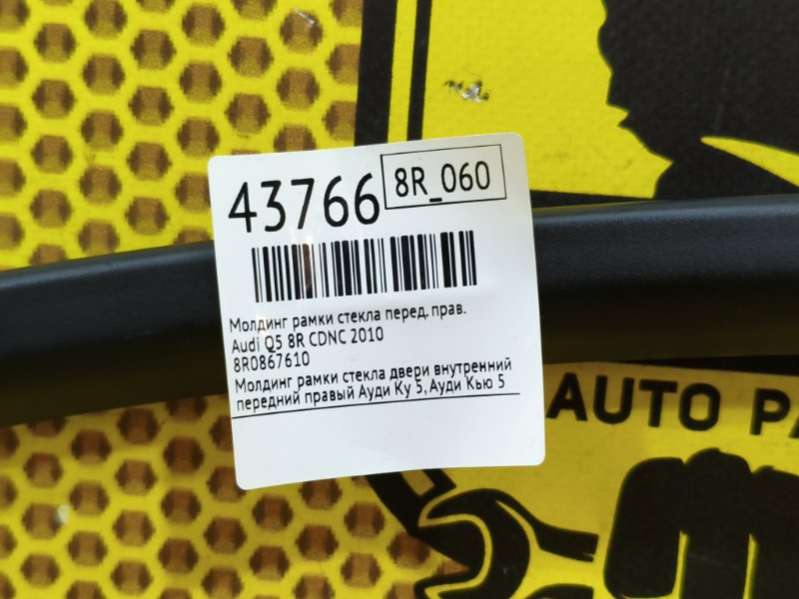 43766 8R_060
Молдинг рамки стекла перед. прав.
Audi Q5 8R CDNC 2010
8R0867610
Молдинг рамки стекла двери внутренний
передний правый Ауди Ку 5, Ауди Кью 5
AUTO